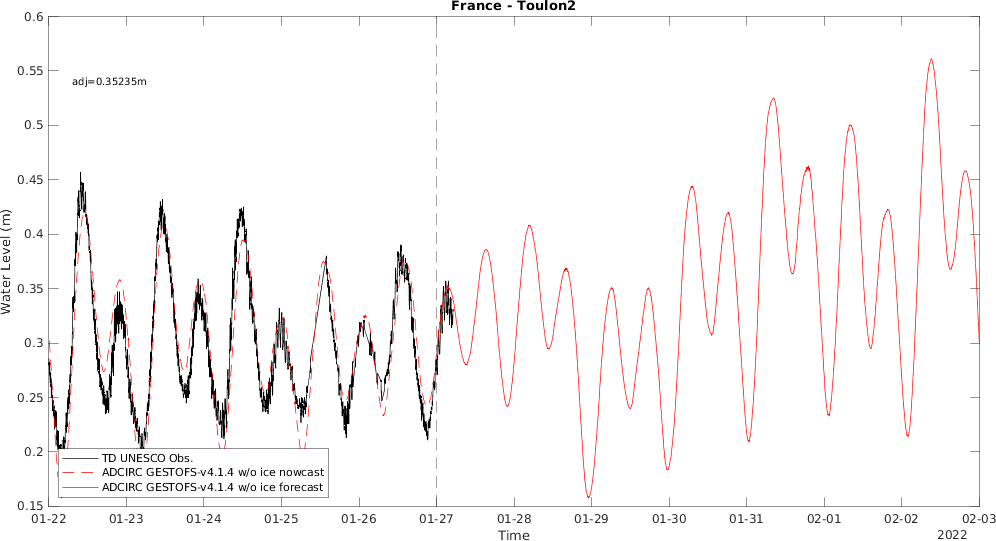 France - Toulon2
0.6
0.55
0.5
0.45
0.4
0.35
0.3
0.25
0.2
0.15
Water Level (m)
adj=0.35235m
TD UNESCO Obs.
ADCIRC GESTOFS-v4.1.4 w/o ice nowcast
ADCIRC GESTOFS-v4.1.4 w/o ice forecast
01-22 01-23 01-24 01-25 01-26 01-27 01-28 01-29 01-30 01-31 02-01 02-02 02-03
Time
2022